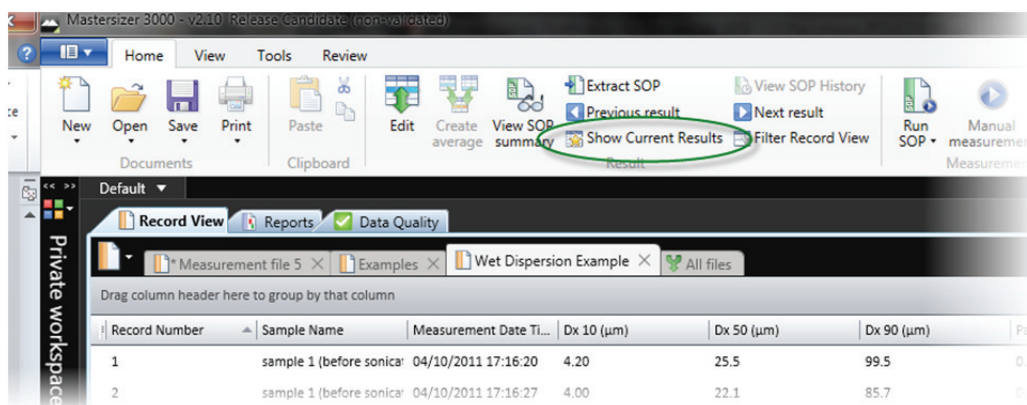 Mastersizer 3000 - v2.10 Release Candidate (non-validated)
Home View Tools Review
New Open Save Print
Documents
Paste
Clipboard
Edit Create average View SOP summary
Extract SOP View SOP History
Previous result Next result
Show Current Results Filter Record View
Result
Run SOP Manual
<< >> Default
Record View Reports Data Quality
Private workspace
* Measurement file 5 Examples Wet Dispersion Example All files
Drag column header here to group by that column
Record Number Sample Name Measurement Date Ti... Dx 10 (µm) Dx 50 (µm) Dx 90 (µm)
1 sample 1 (before sonica 04/10/2011 17:16:20 4.20 25.5 99.5
2 sample 1 (before sonica 04/10/2011 17:16:27 4.00 22.1 85.7